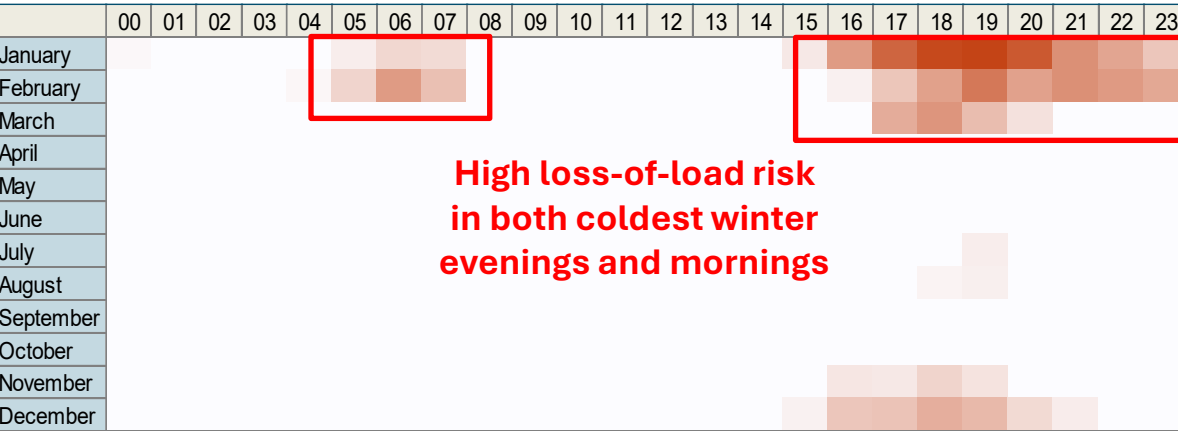 00 01 02 03 04 05 06 07 08 09 10 11 12 13 14 15 16 17 18 19 20 21 22 23
January
February
March
April
May
High loss-of-load risk
June
in both coldest winter
July
evenings and mornings
August
September
October
November
December